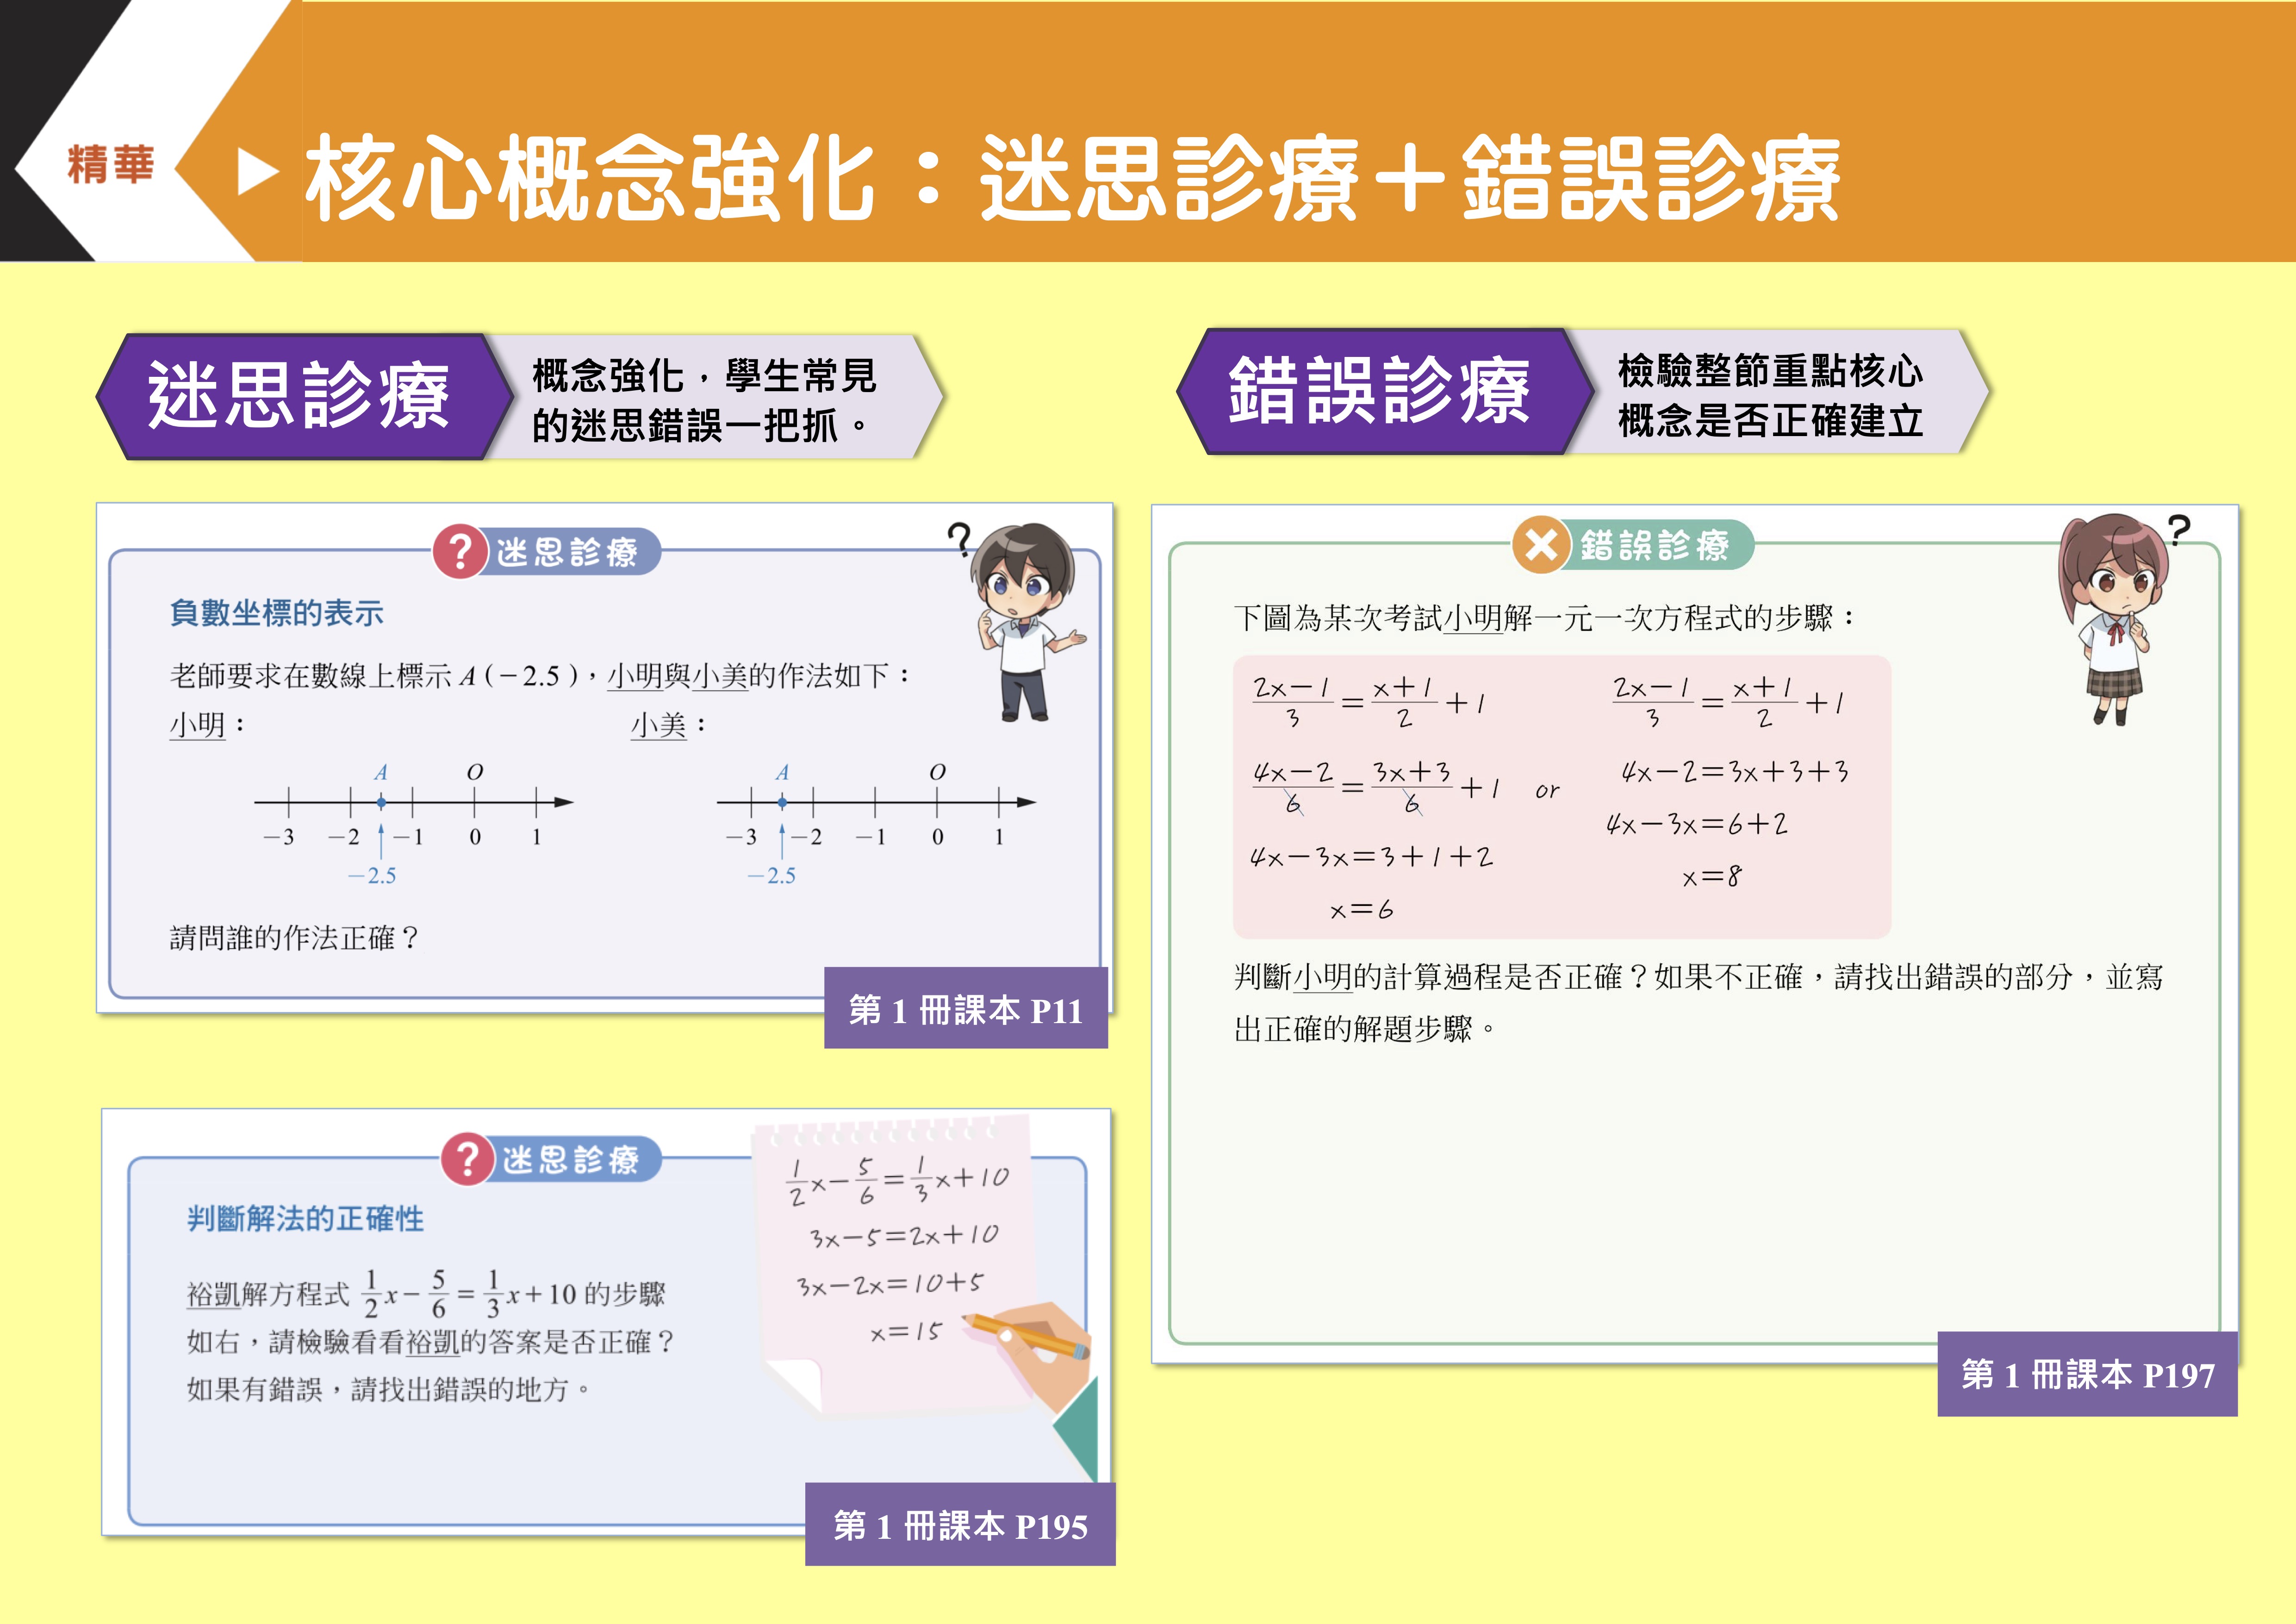 精華
核心概念強化：迷思診療＋錯誤診療
迷思診療
概念強化，學生常見
的迷思錯誤一把抓。
? 迷思診療
?
負數坐標的表示
老師要求在數線上標示 A (－2.5)，小明與小美的作法如下：
小明： 小美：
A O A O
－3 －2 －1 0 1 －3 －2 －1 0 1
－2.5 －2.5
請問誰的作法正確？
第 1 冊課本 P11
? 迷思診療
判斷解法的正確性
裕凱解方程式 1/2 x－5/6＝1/3 x＋10 的步驟
如右，請檢驗看看裕凱的答案是否正確？
如果有錯誤，請找出錯誤的地方。
1/2 x－5/6＝1/3 x＋10
3x－5＝2x＋10
3x－2x＝10＋5
x＝15
第 1 冊課本 P195
錯誤診療
檢驗整節重點核心
概念是否正確建立
錯誤診療
?
下圖為某次考試小明解一元一次方程式的步驟：
(2x－1)/3＝(x＋1)/2＋1
(4x－2)/6＝(3x＋3)/6＋1
4x－3x＝3＋1＋2
x＝6
or
(2x－1)/3＝(x＋1)/2＋1
4x－2＝3x＋3＋3
4x－3x＝6＋2
x＝8
判斷小明的計算過程是否正確？如果不正確，請找出錯誤的部分，並寫
出正確的解題步驟。
第 1 冊課本 P197